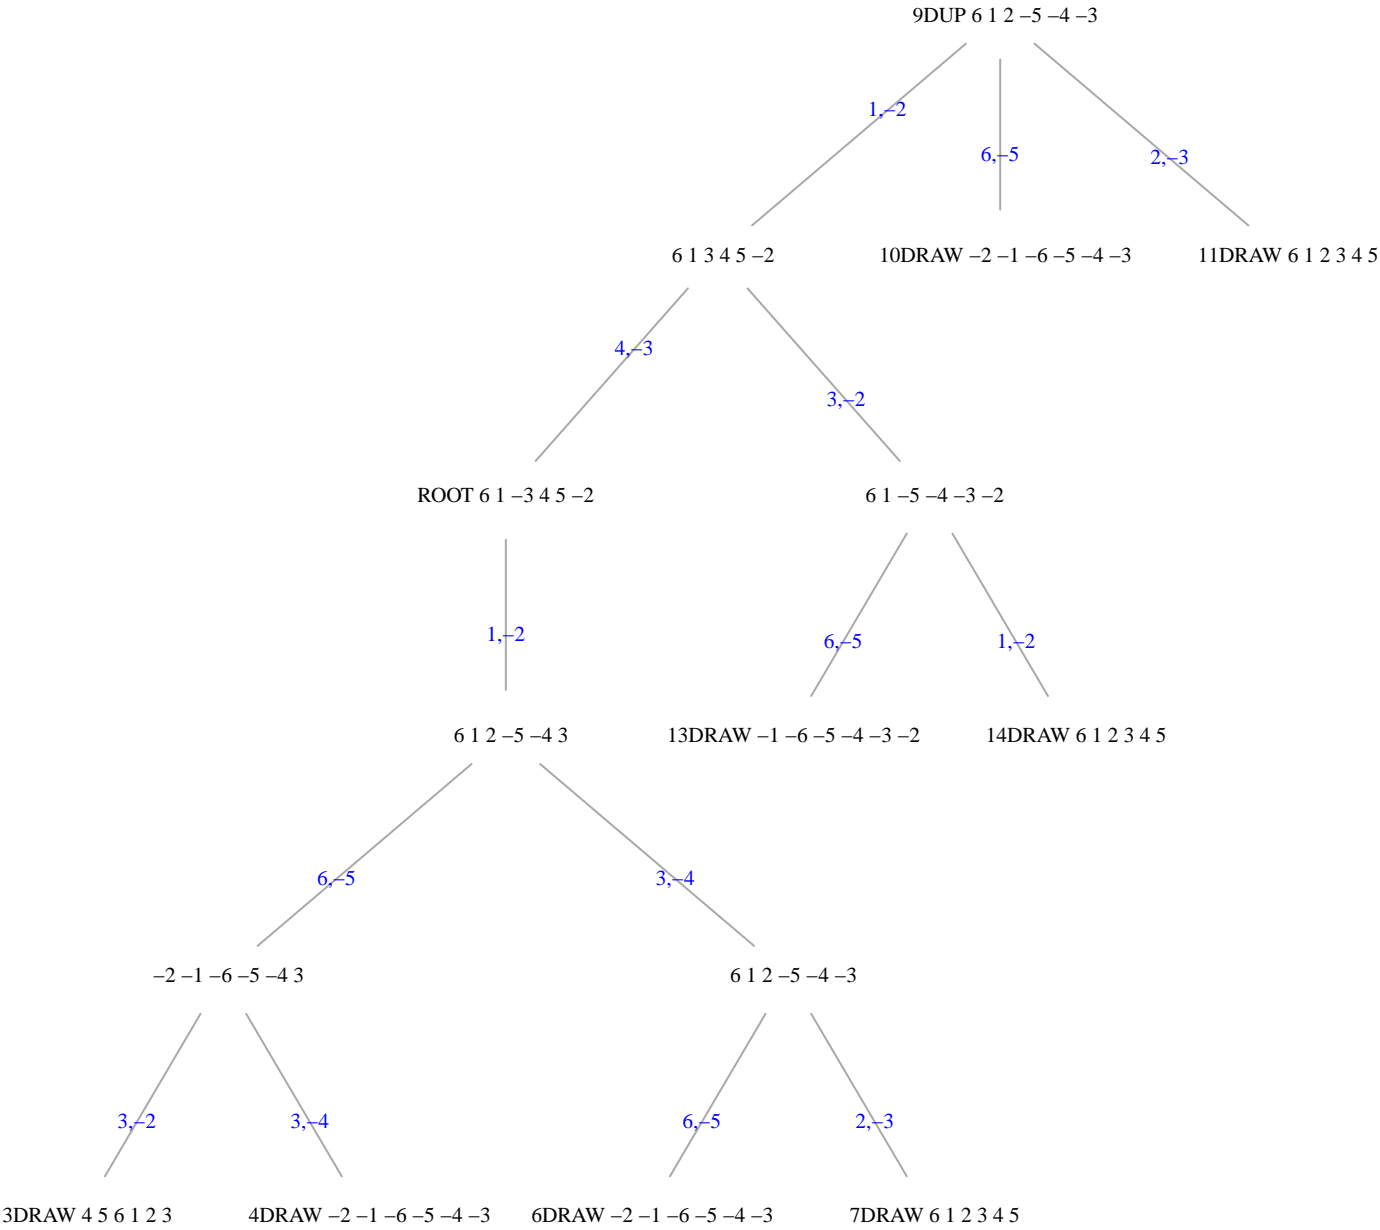 9DUP 6 1 2 –5 –4 –3
1,–2
6,–5
2,–3
6 1 3 4 5 –2
10DRAW –2 –1 –6 –5 –4 –3
11DRAW 6 1 2 3 4 5
4,–3
3,–2
ROOT 6 1 –3 4 5 –2
6 1 –5 –4 –3 –2
1,–2
6,–5
1,–2
6 1 2 –5 –4 3
13DRAW –1 –6 –5 –4 –3 –2
14DRAW 6 1 2 3 4 5
6,–5
3,–4
–2 –1 –6 –5 –4 3
6 1 2 –5 –4 –3
3,–2
3,–4
6,–5
2,–3
3DRAW 4 5 6 1 2 3
4DRAW –2 –1 –6 –5 –4 –3
6DRAW –2 –1 –6 –5 –4 –3
7DRAW 6 1 2 3 4 5